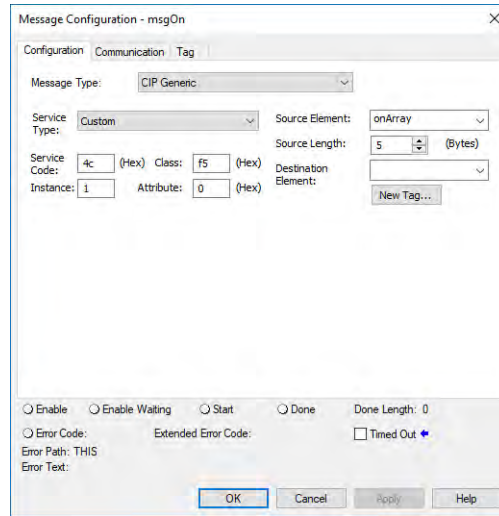 Message Configuration - msgOn
Configuration Communication Tag
Message Type: CIP Generic
Service Type: Custom
Source Element: onArray
Source Length: 5 (Bytes)
Service Code: 4c (Hex) Class: f5 (Hex)
Destination Element:
Instance: 1 Attribute: 0 (Hex)
New Tag...
Enable Enable Waiting Start Done Done Length: 0
Error Code: Extended Error Code: Timed Out
Error Path: THIS
Error Text:
OK Cancel Apply Help